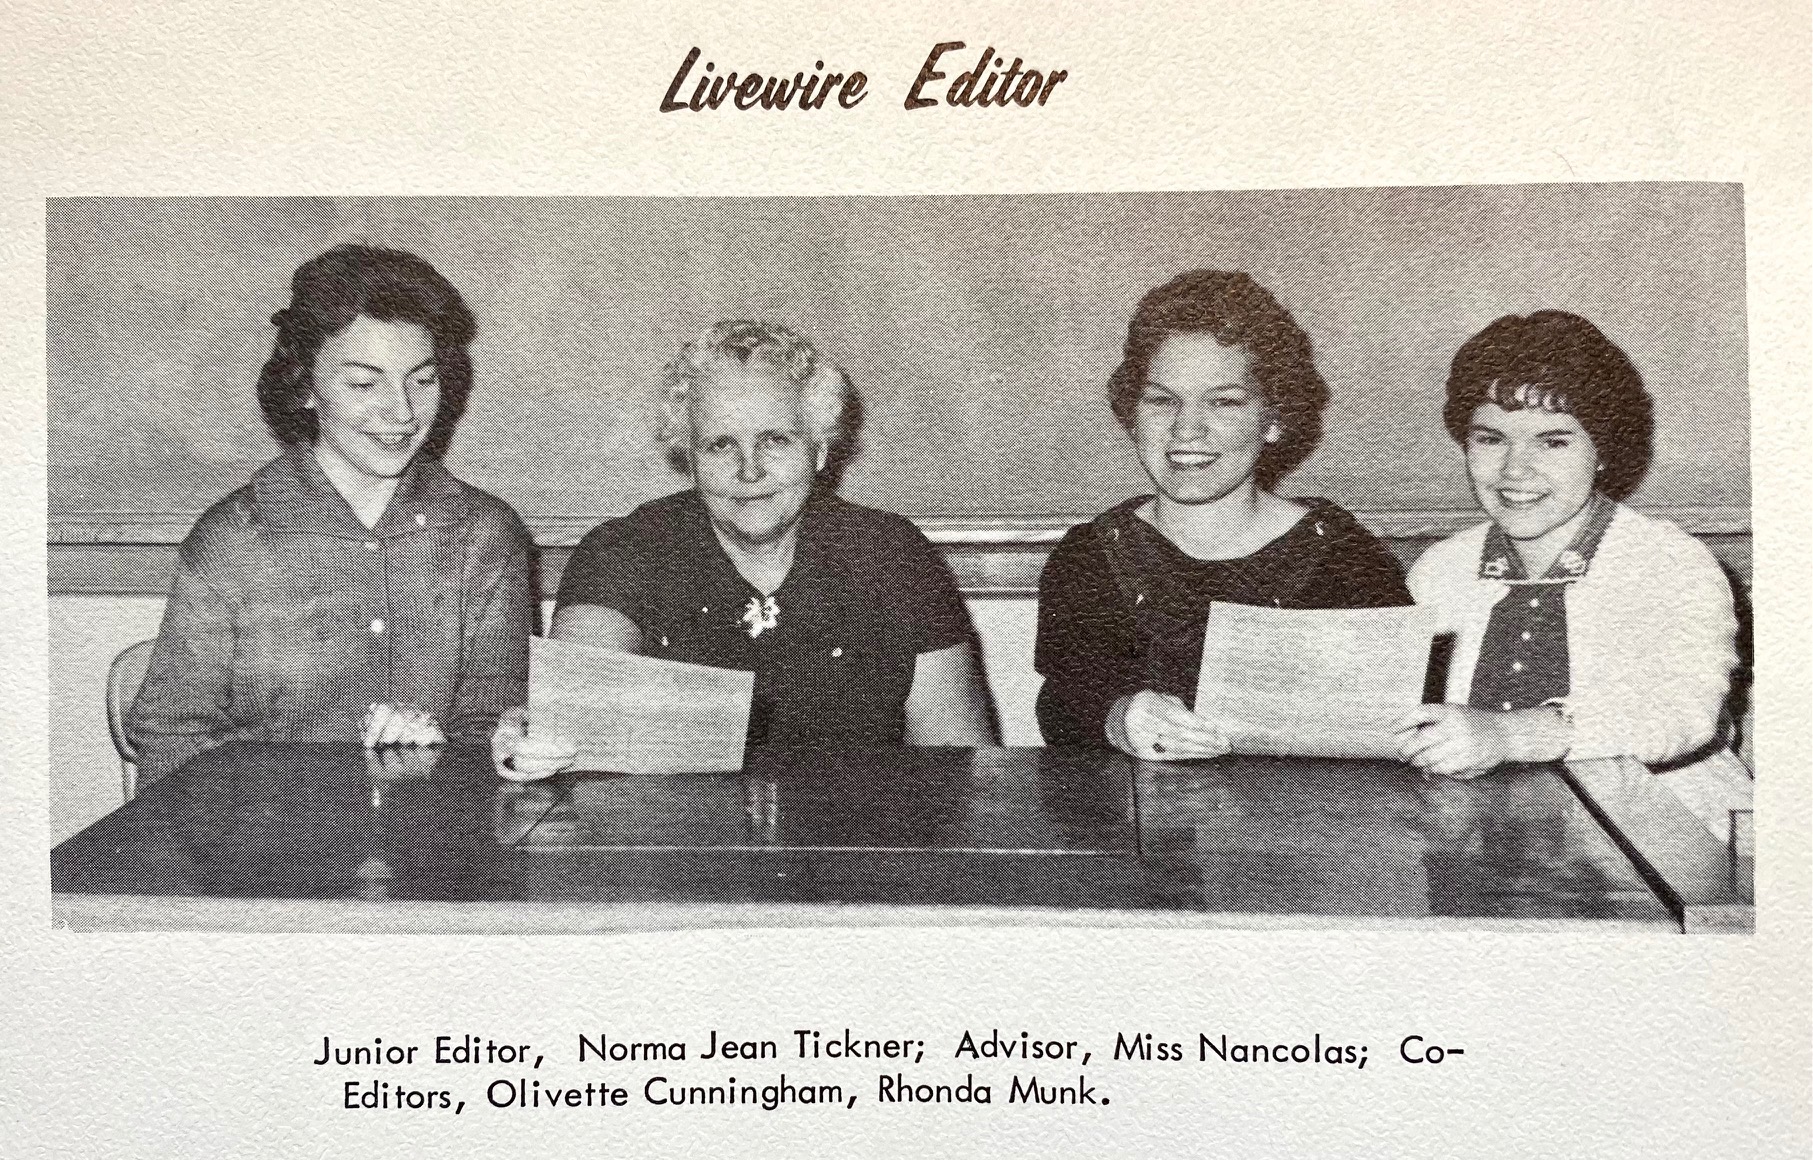 Livewire Editor
Junior Editor, Norma Jean Tickner; Advisor, Miss Nancolas; Co-
Editors, Olivette Cunningham, Rhonda Munk.